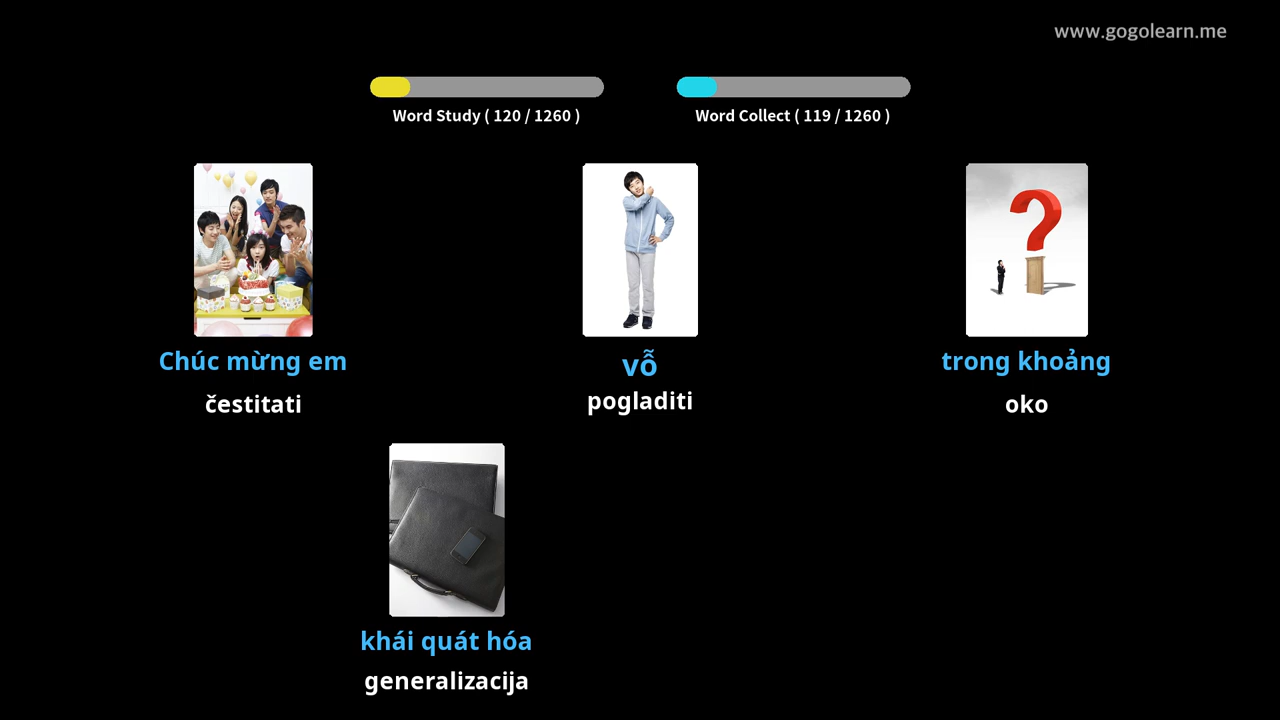 www.gogolearn.me
Word Study ( 120 / 1260 )
Word Collect ( 119 / 1260 )
Chúc mừng em
čestitati
vỗ
pogladiti
trong khoảng
oko
khái quát hóa
generalizacija